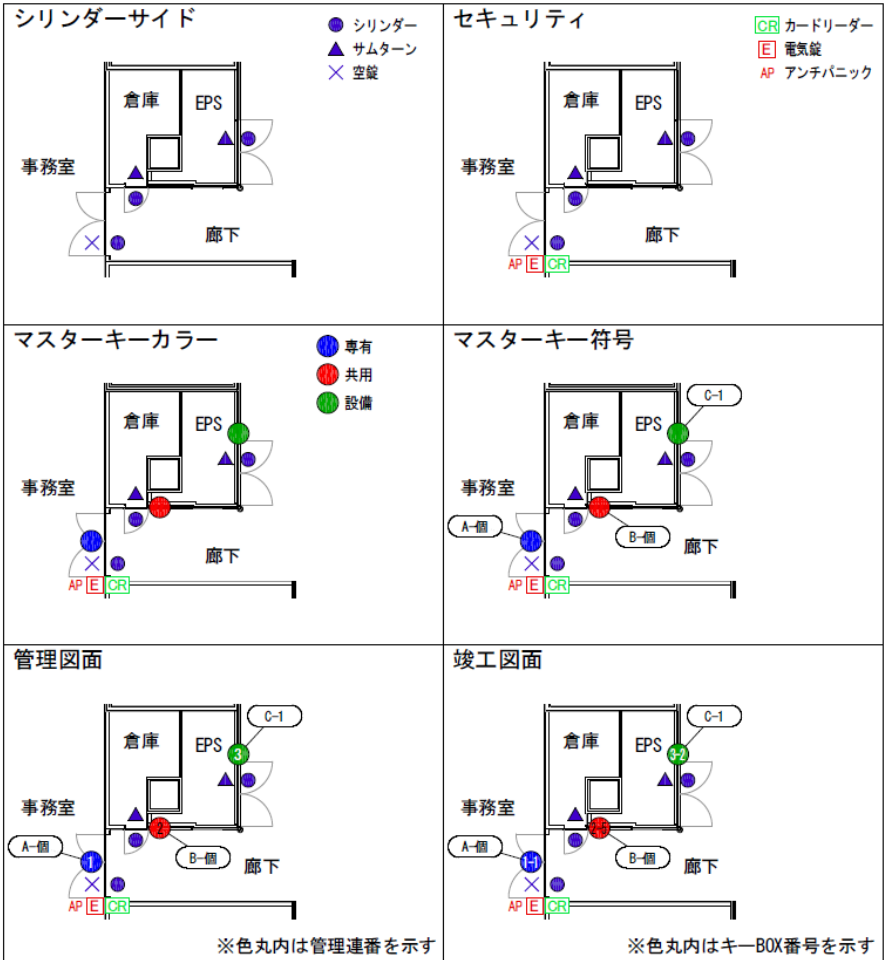 シリンダーサイド
シリンダー
サムターン
空錠
倉庫
EPS
事務室
廊下
セキュリティ
CR カードリーダー
E 電気錠
AP アンチパニック
倉庫
EPS
事務室
廊下
AP E CR
マスターキーカラー
専有
共用
設備
倉庫
EPS
事務室
廊下
AP E CR
マスターキー符号
C-1
倉庫
EPS
事務室
A-個
B-個
廊下
AP E CR
管理図面
C-1
倉庫
EPS
3
事務室
2
A-個
1
B-個
廊下
AP E CR
※色丸内は管理連番を示す
竣工図面
C-1
倉庫
EPS
3-2
事務室
2-5
A-個
1-1
B-個
廊下
AP E CR
※色丸内はキーBOX番号を示す